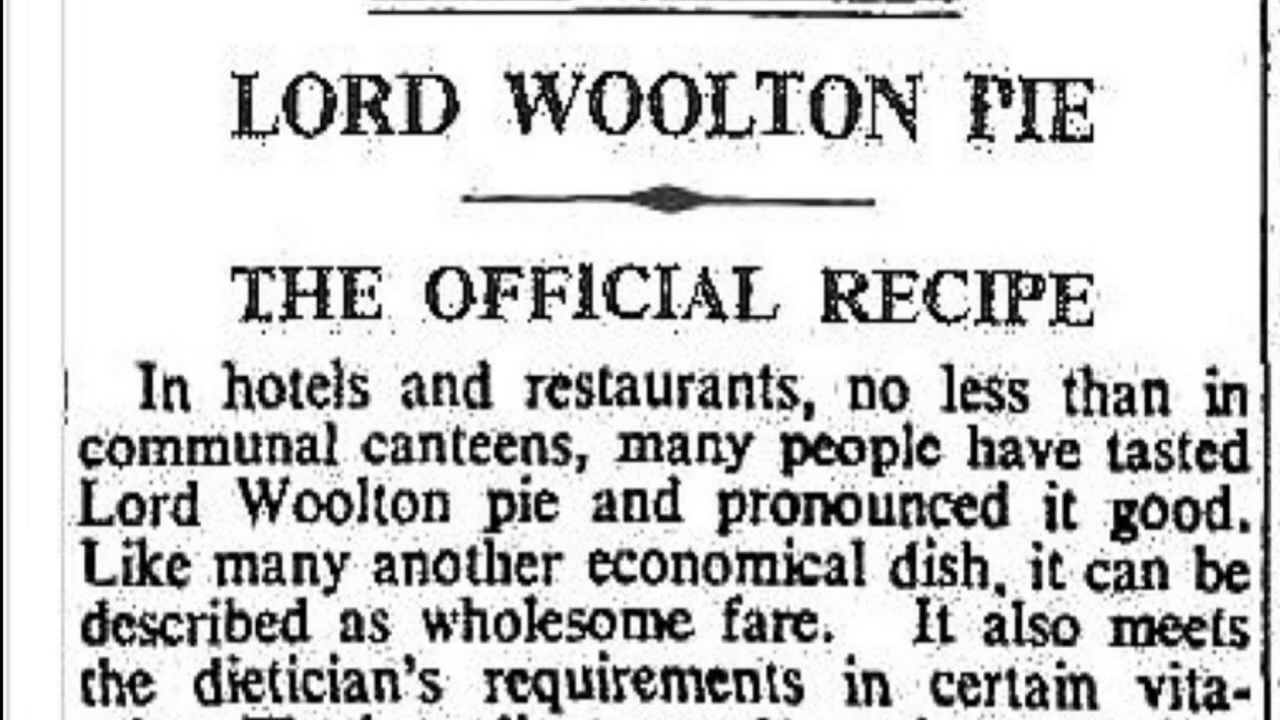 LORD WOOLTON PIE
THE OFFICIAL RECIPE
In hotels and restaurants, no less than in
communal canteens, many people have tasted
Lord Woolton pie and pronounced it good.
Like many another economical dish, it can be
described as wholesome fare. It also meets
the dietician's requirements in certain vita-